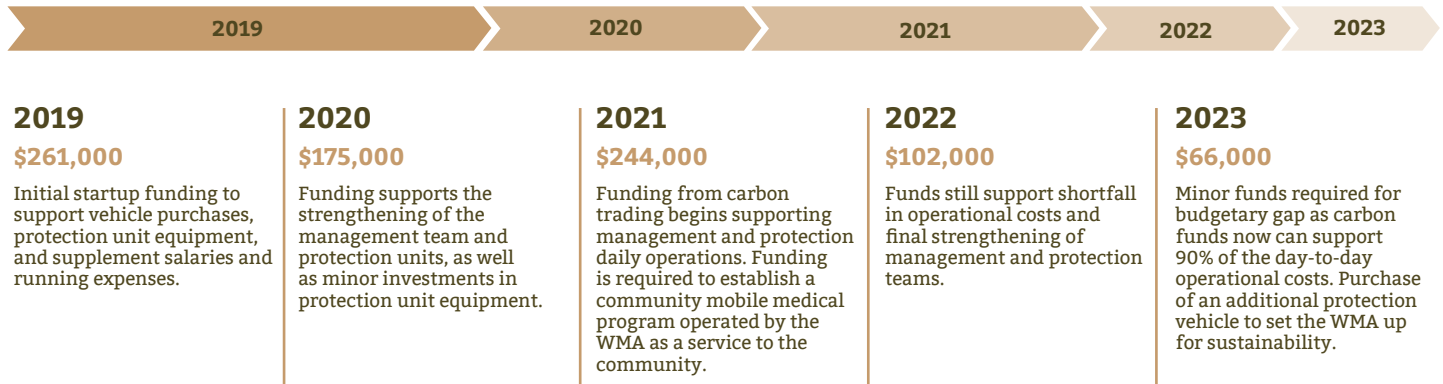 2019
2020
2021
2022
2023
2019
$261,000
Initial startup funding to
support vehicle purchases,
protection unit equipment,
and supplement salaries and
running expenses.
2020
$175,000
Funding supports the
strengthening of the
management team and
protection units, as well
as minor investments in
protection unit equipment.
2021
$244,000
Funding from carbon
trading begins supporting
management and protection
daily operations. Funding
is required to establish a
community mobile medical
program operated by the
WMA as a service to the
community.
2022
$102,000
Funds still support shortfall
in operational costs and
final strengthening of
management and protection
teams.
2023
$66,000
Minor funds required for
budgetary gap as carbon
funds now can support
90% of the day-to-day
operational costs. Purchase
of an additional protection
vehicle to set the WMA up
for sustainability.